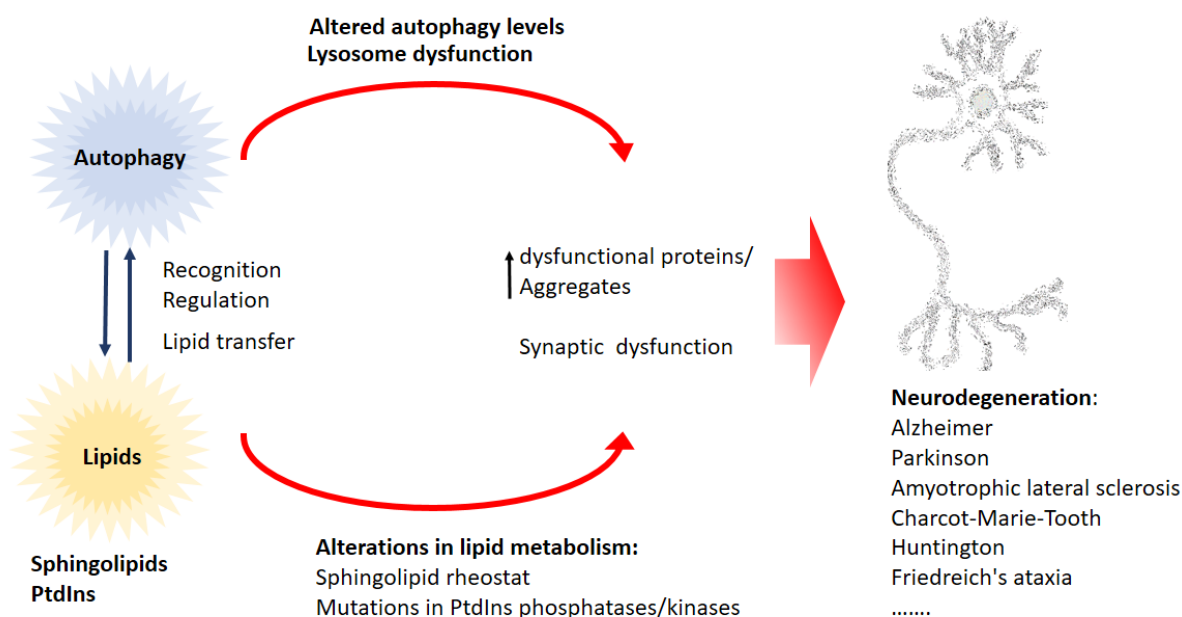 Altered autophagy levels
Lysosome dysfunction
Autophagy
Recognition
Regulation
Lipid transfer
dysfunctional proteins/
Aggregates
Synaptic dysfunction
Lipids
Sphingolipids
PtdIns
Alterations in lipid metabolism:
Sphingolipid rheostat
Mutations in PtdIns phosphatases/kinases
Neurodegeneration:
Alzheimer
Parkinson
Amyotrophic lateral sclerosis
Charcot-Marie-Tooth
Huntington
Friedreich's ataxia
.......